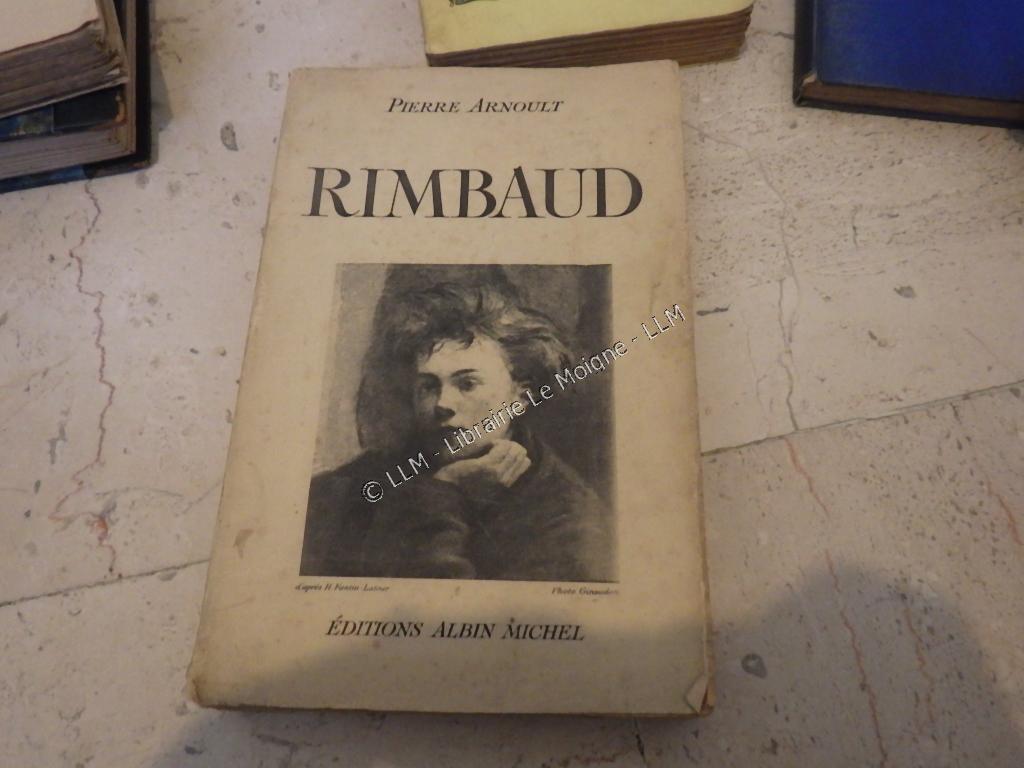 PIERRE ARNOULT
RIMBAUD
© LLM - Librairie Le Moigne - LLM
d'après H. Fantin-Latour
Photo Giraudon
ÉDITIONS ALBIN MICHEL